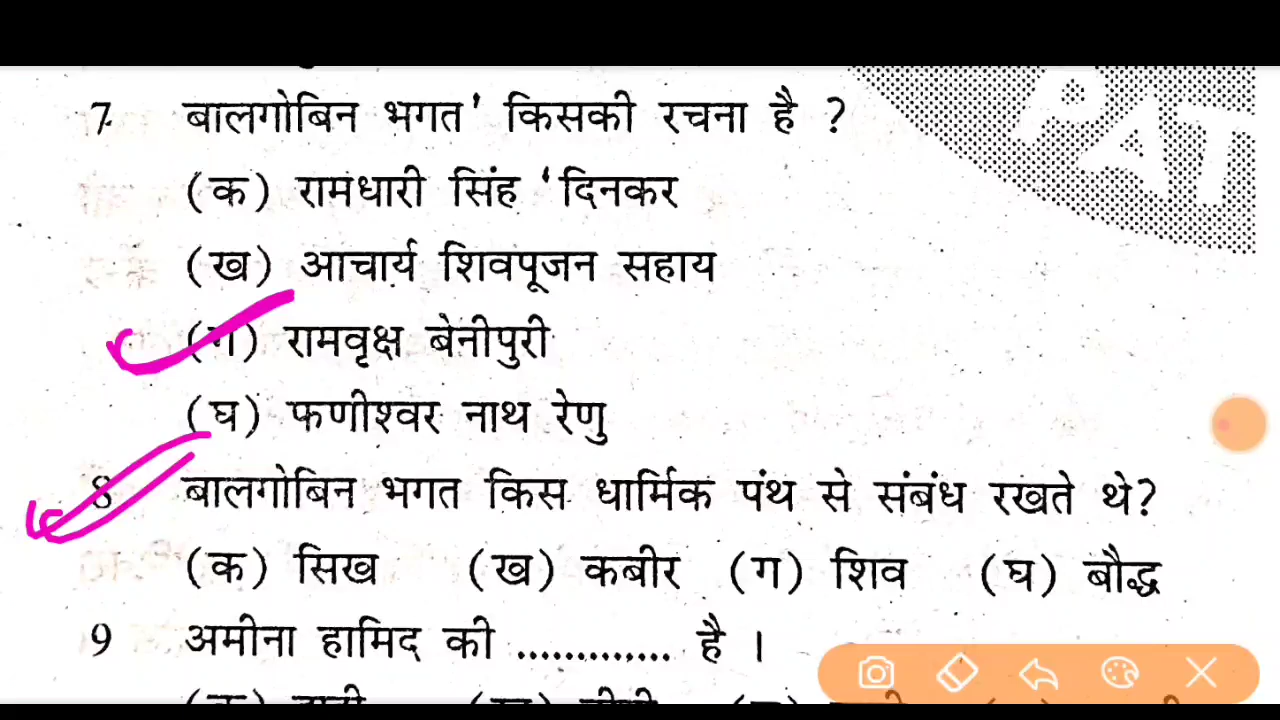 7. बालगोबिन भगत' किसकी रचना है ?
(क) रामधारी सिंह 'दिनकर
(ख) आचार्य शिवपूजन सहाय
(ग) रामवृक्ष बेनीपुरी
(घ) फणीश्वर नाथ रेणु
8 बालगोबिन भगत किस धार्मिक पंथ से संबंध रखते थे?
(क) सिख (ख) कबीर (ग) शिव (घ) बौद्ध
9 अमीना हामिद की ............. है ।
PAT